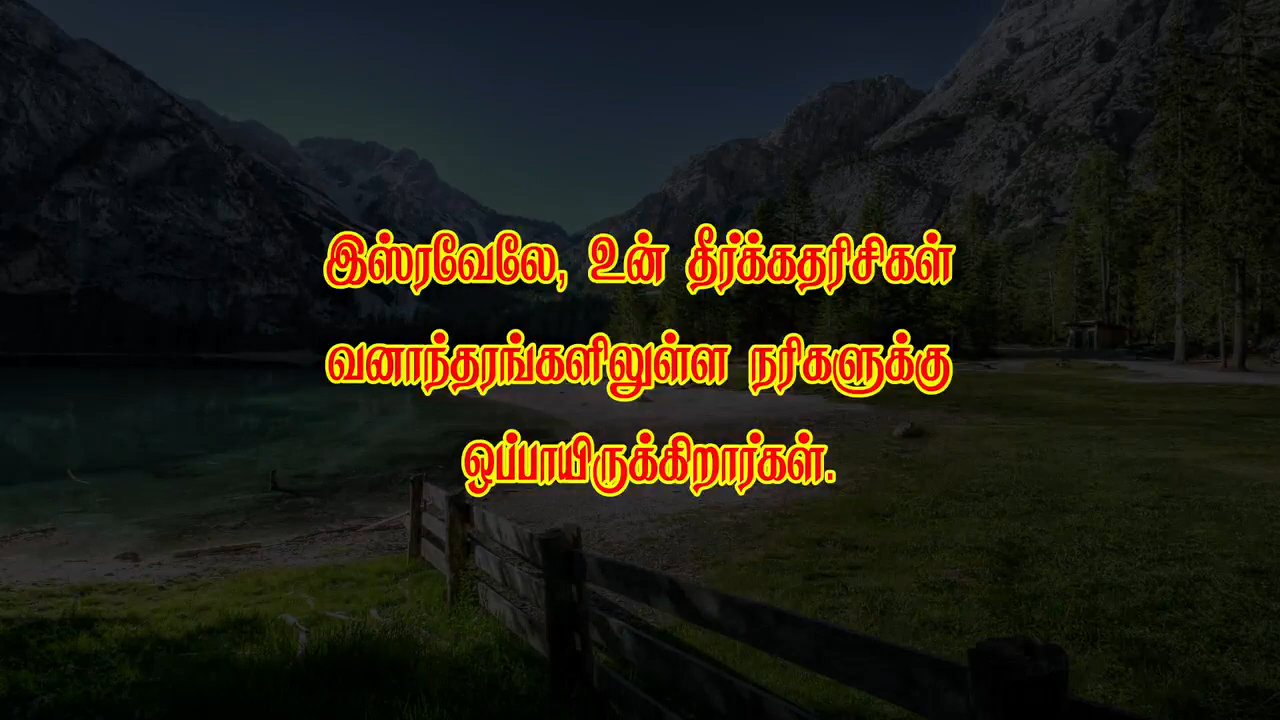 இஸ்ரவேலே, உன் தீர்க்கதரிசிகள்
வனாந்தரங்களிலுள்ள நரிகளுக்கு
ஒப்பாயிருக்கிறார்கள்.